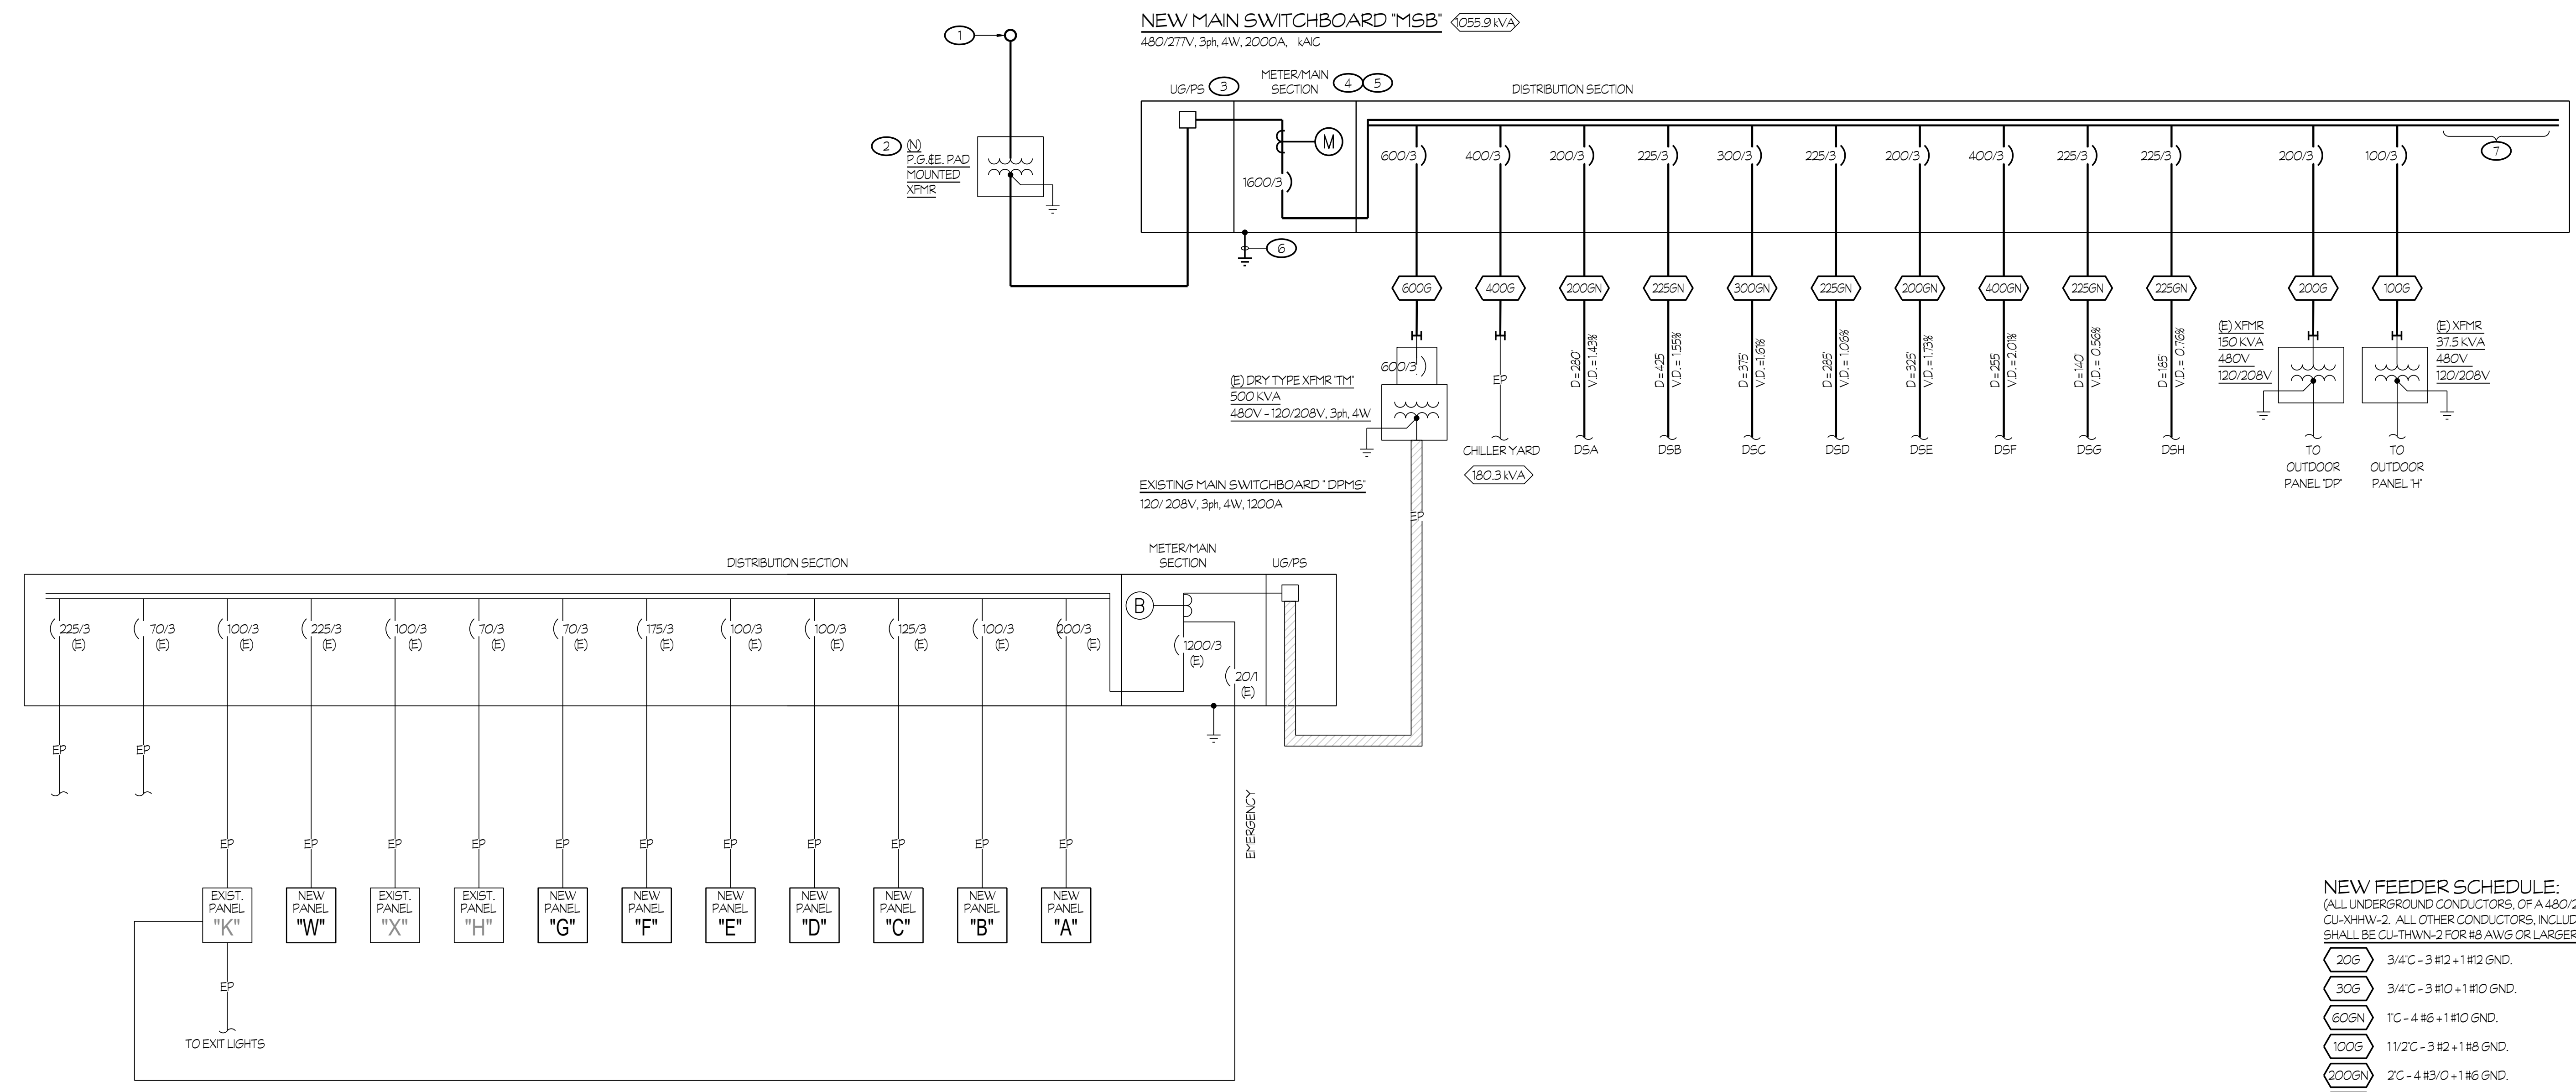 NEW MAIN SWITCHBOARD "MSB"
1055.9 kVA
480/277V, 3ph, 4W, 2000A, kAIC
1
UG/PS
3
METER/MAIN
SECTION
4
5
DISTRIBUTION SECTION
2
(N)
P.G.&E. PAD
MOUNTED
XFMR
M
1600/3
6
600/3
400/3
200/3
225/3
300/3
225/3
200/3
400/3
225/3
225/3
200/3
100/3
7
600G
400G
200GN
225GN
300GN
225GN
200GN
400GN
225GN
225GN
200G
100G
600/3
EP
D = 280'
V.D. = 1.43%
D = 425'
V.D. = 1.55%
D = 375'
V.D. =1.61%
D = 285'
V.D. = 1.06%
D = 325'
V.D. = 1.73%
D = 255'
V.D. = 2.01%
D = 140'
V.D. = 0.56%
D = 185'
V.D. = 0.76%
(E) XFMR
150 KVA
480V
120/208V
(E) XFMR
37.5 KVA
480V
120/208V
(E) DRY TYPE XFMR "TM"
500 KVA
480V - 120/208V, 3ph, 4W
CHILLER YARD
180.3 kVA
DSA
DSB
DSC
DSD
DSE
DSF
DSG
DSH
TO
OUTDOOR
PANEL "DP"
TO
OUTDOOR
PANEL "H"
EXISTING MAIN SWITCHBOARD " DPMS"
120/ 208V, 3ph, 4W, 1200A
EP
DISTRIBUTION SECTION
METER/MAIN
SECTION
UG/PS
B
225/3
(E)
70/3
(E)
100/3
(E)
225/3
(E)
100/3
(E)
70/3
(E)
70/3
(E)
175/3
(E)
100/3
(E)
100/3
(E)
125/3
(E)
100/3
(E)
200/3
(E)
1200/3
(E)
20/1
(E)
EP
EP
EMERGENCY
EP
EP
EP
EP
EP
EP
EP
EP
EP
EP
EP
EXIST.
PANEL
"K"
NEW
PANEL
"W"
EXIST.
PANEL
"X"
EXIST.
PANEL
"H"
NEW
PANEL
"G"
NEW
PANEL
"F"
NEW
PANEL
"E"
NEW
PANEL
"D"
NEW
PANEL
"C"
NEW
PANEL
"B"
NEW
PANEL
"A"
EP
TO EXIT LIGHTS
NEW FEEDER SCHEDULE:
(ALL UNDERGROUND CONDUCTORS, OF A 480/2
CU-XHHW-2. ALL OTHER CONDUCTORS, INCLUD
SHALL BE CU-THWN-2 FOR #8 AWG OR LARGER
20G 3/4"C - 3 #12 + 1 #12 GND.
30G 3/4"C - 3 #10 + 1 #10 GND.
60GN 1"C - 4 #6 + 1 #10 GND.
100G 1 1/2"C - 3 #2 + 1 #8 GND.
200GN 2"C - 4 #3/0 + 1 #6 GND.